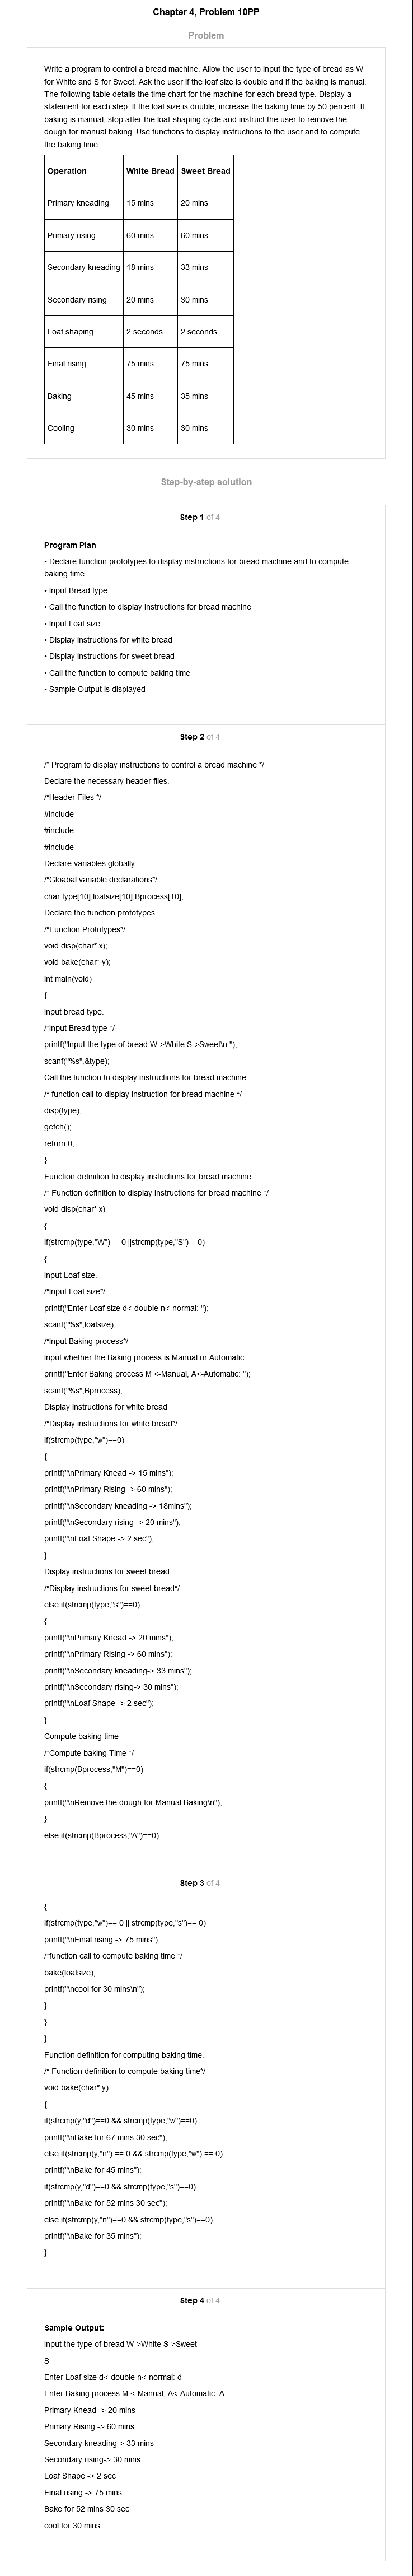 Chapter 4, Problem 10PP
Problem
Write a program to control a bread machine. Allow the user to input the type of bread as W
for White and S for Sweet. Ask the user if the loaf size is double and if the baking is manual.
The following table details the time chart for the machine for each bread type. Display a
statement for each step. If the loaf size is double, increase the baking time by 50 percent. If
baking is manual, stop after the loaf-shaping cycle and instruct the user to remove the
dough for manual baking. Use functions to display instructions to the user and to compute
the baking time.
Operation White Bread Sweet Bread
Primary kneading 15 mins 20 mins
Primary rising 60 mins 60 mins
Secondary kneading 18 mins 33 mins
Secondary rising 20 mins 30 mins
Loaf shaping 2 seconds 2 seconds
Final rising 75 mins 75 mins
Baking 45 mins 35 mins
Cooling 30 mins 30 mins
Step-by-step solution
Step 1 of 4
Program Plan
• Declare function prototypes to display instructions for bread machine and to compute
baking time
• Input Bread type
• Call the function to display instructions for bread machine
• Input Loaf size
• Display instructions for white bread
• Display instructions for sweet bread
• Call the function to compute baking time
• Sample Output is displayed
Step 2 of 4
/* Program to display instructions to control a bread machine */
Declare the necessary header files.
/*Header Files */
#include
#include
#include
Declare variables globally.
/*Gloabal variable declarations*/
char type[10],loafsize[10],Bprocess[10];
Declare the function prototypes.
/*Function Prototypes*/
void disp(char* x);
void bake(char* y);
int main(void)
{
Input bread type.
/*Input Bread type */
printf("Input the type of bread W->White S->Sweet\n ");
scanf("%s",&type);
Call the function to display instructions for bread machine.
/* function call to display instruction for bread machine */
disp(type);
getch();
return 0;
}
Function definition to display instuctions for bread machine.
/* Function definition to display instructions for bread machine */
void disp(char* x)
{
if(strcmp(type,"W") ==0 ||strcmp(type,"S")==0)
{
Input Loaf size.
/*Input Loaf size*/
printf("Enter Loaf size d<-double n<-normal: ");
scanf("%s",loafsize);
/*Input Baking process*/
Input whether the Baking process is Manual or Automatic.
printf("Enter Baking process M <-Manual, A<-Automatic: ");
scanf("%s",Bprocess);
Display instructions for white bread
/*Display instructions for white bread*/
if(strcmp(type,"w")==0)
{
printf("\nPrimary Knead -> 15 mins");
printf("\nPrimary Rising -> 60 mins");
printf("\nSecondary kneading -> 18mins");
printf("\nSecondary rising -> 20 mins");
printf("\nLoaf Shape -> 2 sec");
}
Display instructions for sweet bread
/*Display instructions for sweet bread*/
else if(strcmp(type,"s")==0)
{
printf("\nPrimary Knead -> 20 mins");
printf("\nPrimary Rising -> 60 mins");
printf("\nSecondary kneading-> 33 mins");
printf("\nSecondary rising-> 30 mins");
printf("\nLoaf Shape -> 2 sec");
}
Compute baking time
/*Compute baking Time */
if(strcmp(Bprocess,"M")==0)
{
printf("\nRemove the dough for Manual Baking\n");
}
else if(strcmp(Bprocess,"A")==0)
Step 3 of 4
{
if(strcmp(type,"w")== 0 || strcmp(type,"s")== 0)
printf("\nFinal rising -> 75 mins");
/*function call to compute baking time */
bake(loafsize);
printf("\ncool for 30 mins\n");
}
}
}
Function definition for computing baking time.
/* Function definition to compute baking time*/
void bake(char* y)
{
if(strcmp(y,"d")==0 && strcmp(type,"w")==0)
printf("\nBake for 67 mins 30 sec");
else if(strcmp(y,"n") == 0 && strcmp(type,"w") == 0)
printf("\nBake for 45 mins");
if(strcmp(y,"d")==0 && strcmp(type,"s")==0)
printf("\nBake for 52 mins 30 sec");
else if(strcmp(y,"n")==0 && strcmp(type,"s")==0)
printf("\nBake for 35 mins");
}
Step 4 of 4
Sample Output:
Input the type of bread W->White S->Sweet
S
Enter Loaf size d<-double n<-normal: d
Enter Baking process M <-Manual, A<-Automatic: A
Primary Knead -> 20 mins
Primary Rising -> 60 mins
Secondary kneading-> 33 mins
Secondary rising-> 30 mins
Loaf Shape -> 2 sec
Final rising -> 75 mins
Bake for 52 mins 30 sec
cool for 30 mins